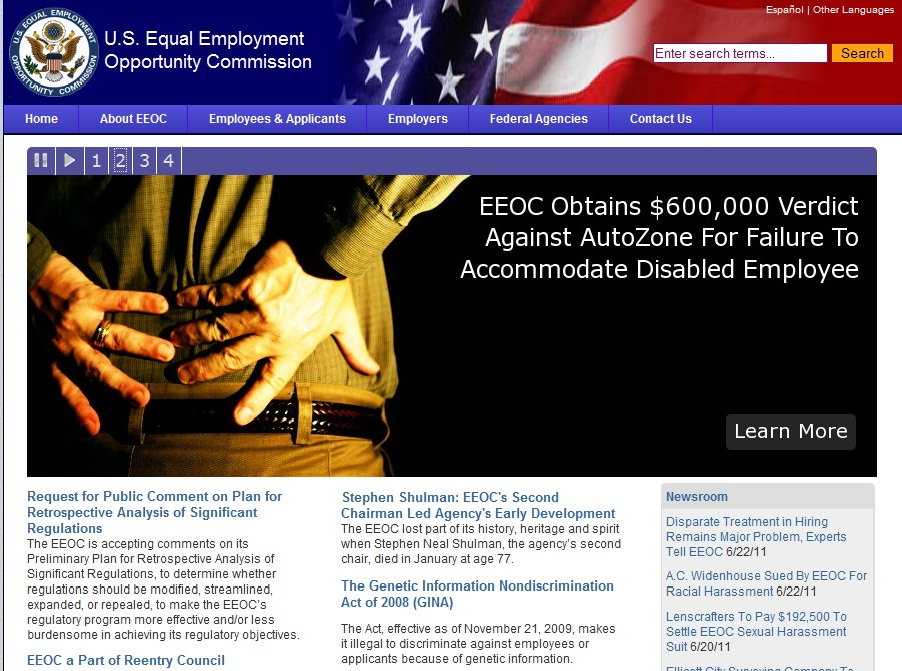 Español | Other Languages
U.S. EQUAL EMPLOYMENT OPPORTUNITY COMMISSION
U.S. Equal Employment
Opportunity Commission
Enter search terms... Search
Home About EEOC Employees & Applicants Employers Federal Agencies Contact Us
1 2 3 4
EEOC Obtains $600,000 Verdict
Against AutoZone For Failure To
Accommodate Disabled Employee
Learn More
Request for Public Comment on Plan for
Retrospective Analysis of Significant
Regulations
The EEOC is accepting comments on its
Preliminary Plan for Retrospective Analysis of
Significant Regulations, to determine whether
regulations should be modified, streamlined,
expanded, or repealed, to make the EEOC's
regulatory program more effective and/or less
burdensome in achieving its regulatory objectives.
EEOC a Part of Reentry Council
Stephen Shulman: EEOC's Second
Chairman Led Agency's Early Development
The EEOC lost part of its history, heritage and spirit
when Stephen Neal Shulman, the agency's second
chair, died in January at age 77.
The Genetic Information Nondiscrimination
Act of 2008 (GINA)
The Act, effective as of November 21, 2009, makes
it illegal to discriminate against employees or
applicants because of genetic information.
Newsroom
Disparate Treatment in Hiring
Remains Major Problem, Experts
Tell EEOC 6/22/11
A.C. Widenhouse Sued By EEOC For
Racial Harassment 6/22/11
Lenscrafters To Pay $192,500 To
Settle EEOC Sexual Harassment
Suit 6/20/11
Ellicott City Surveying Company To